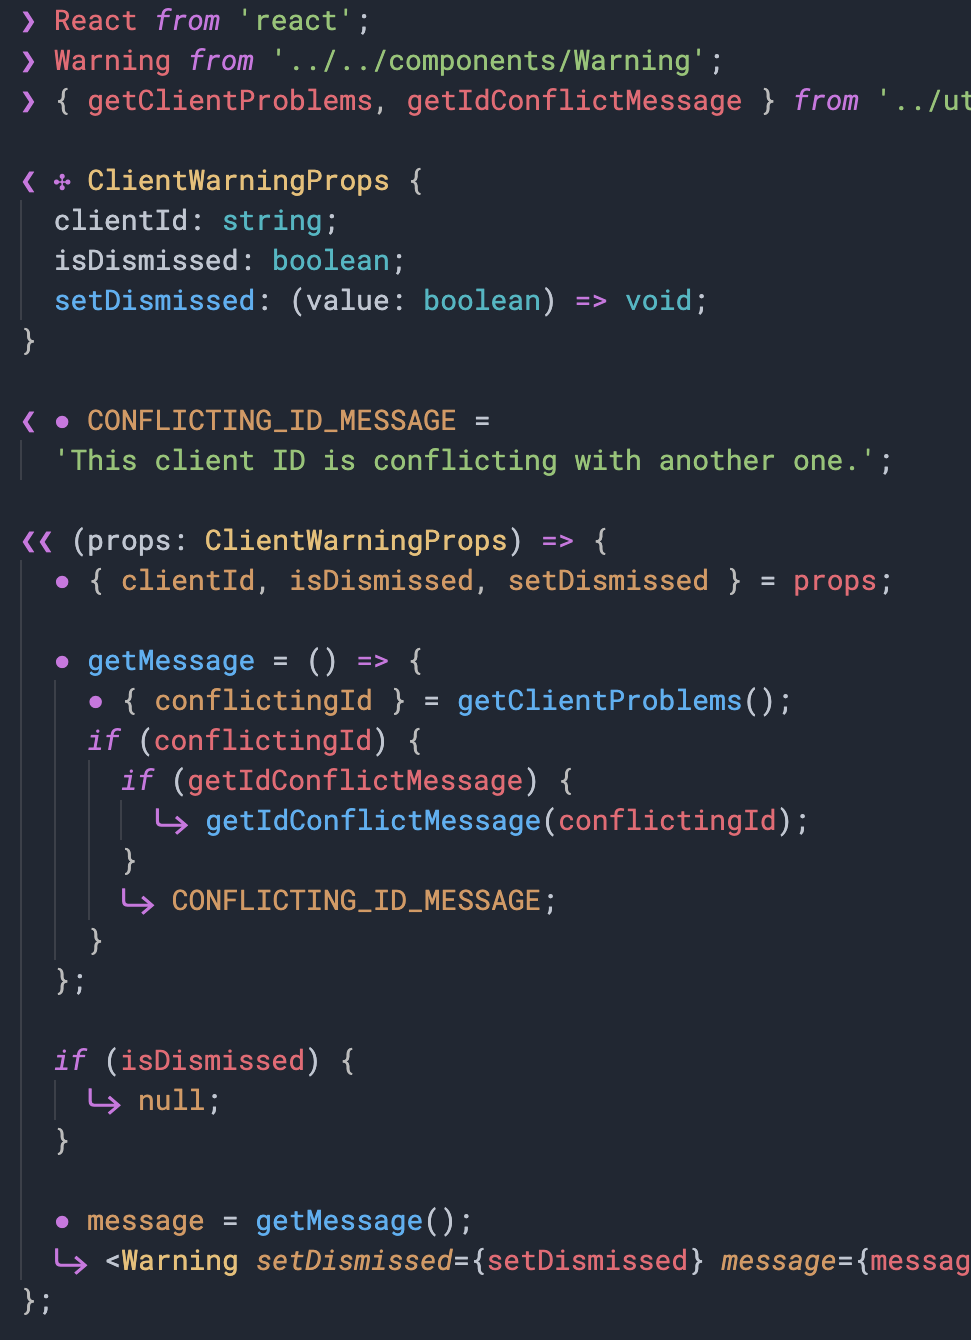 ❯ React from 'react';
❯ Warning from '../../components/Warning';
❯ { getClientProblems, getIdConflictMessage } from '../ut
❮ ✣ ClientWarningProps {
clientId: string;
isDismissed: boolean;
setDismissed: (value: boolean) => void;
}
❮ ● CONFLICTING_ID_MESSAGE =
'This client ID is conflicting with another one.';
❮❮ (props: ClientWarningProps) => {
● { clientId, isDismissed, setDismissed } = props;
● getMessage = () => {
● { conflictingId } = getClientProblems();
if (conflictingId) {
if (getIdConflictMessage) {
↳ getIdConflictMessage(conflictingId);
}
↳ CONFLICTING_ID_MESSAGE;
}
};
if (isDismissed) {
↳ null;
}
● message = getMessage();
↳ <Warning setDismissed={setDismissed} message={messag
};